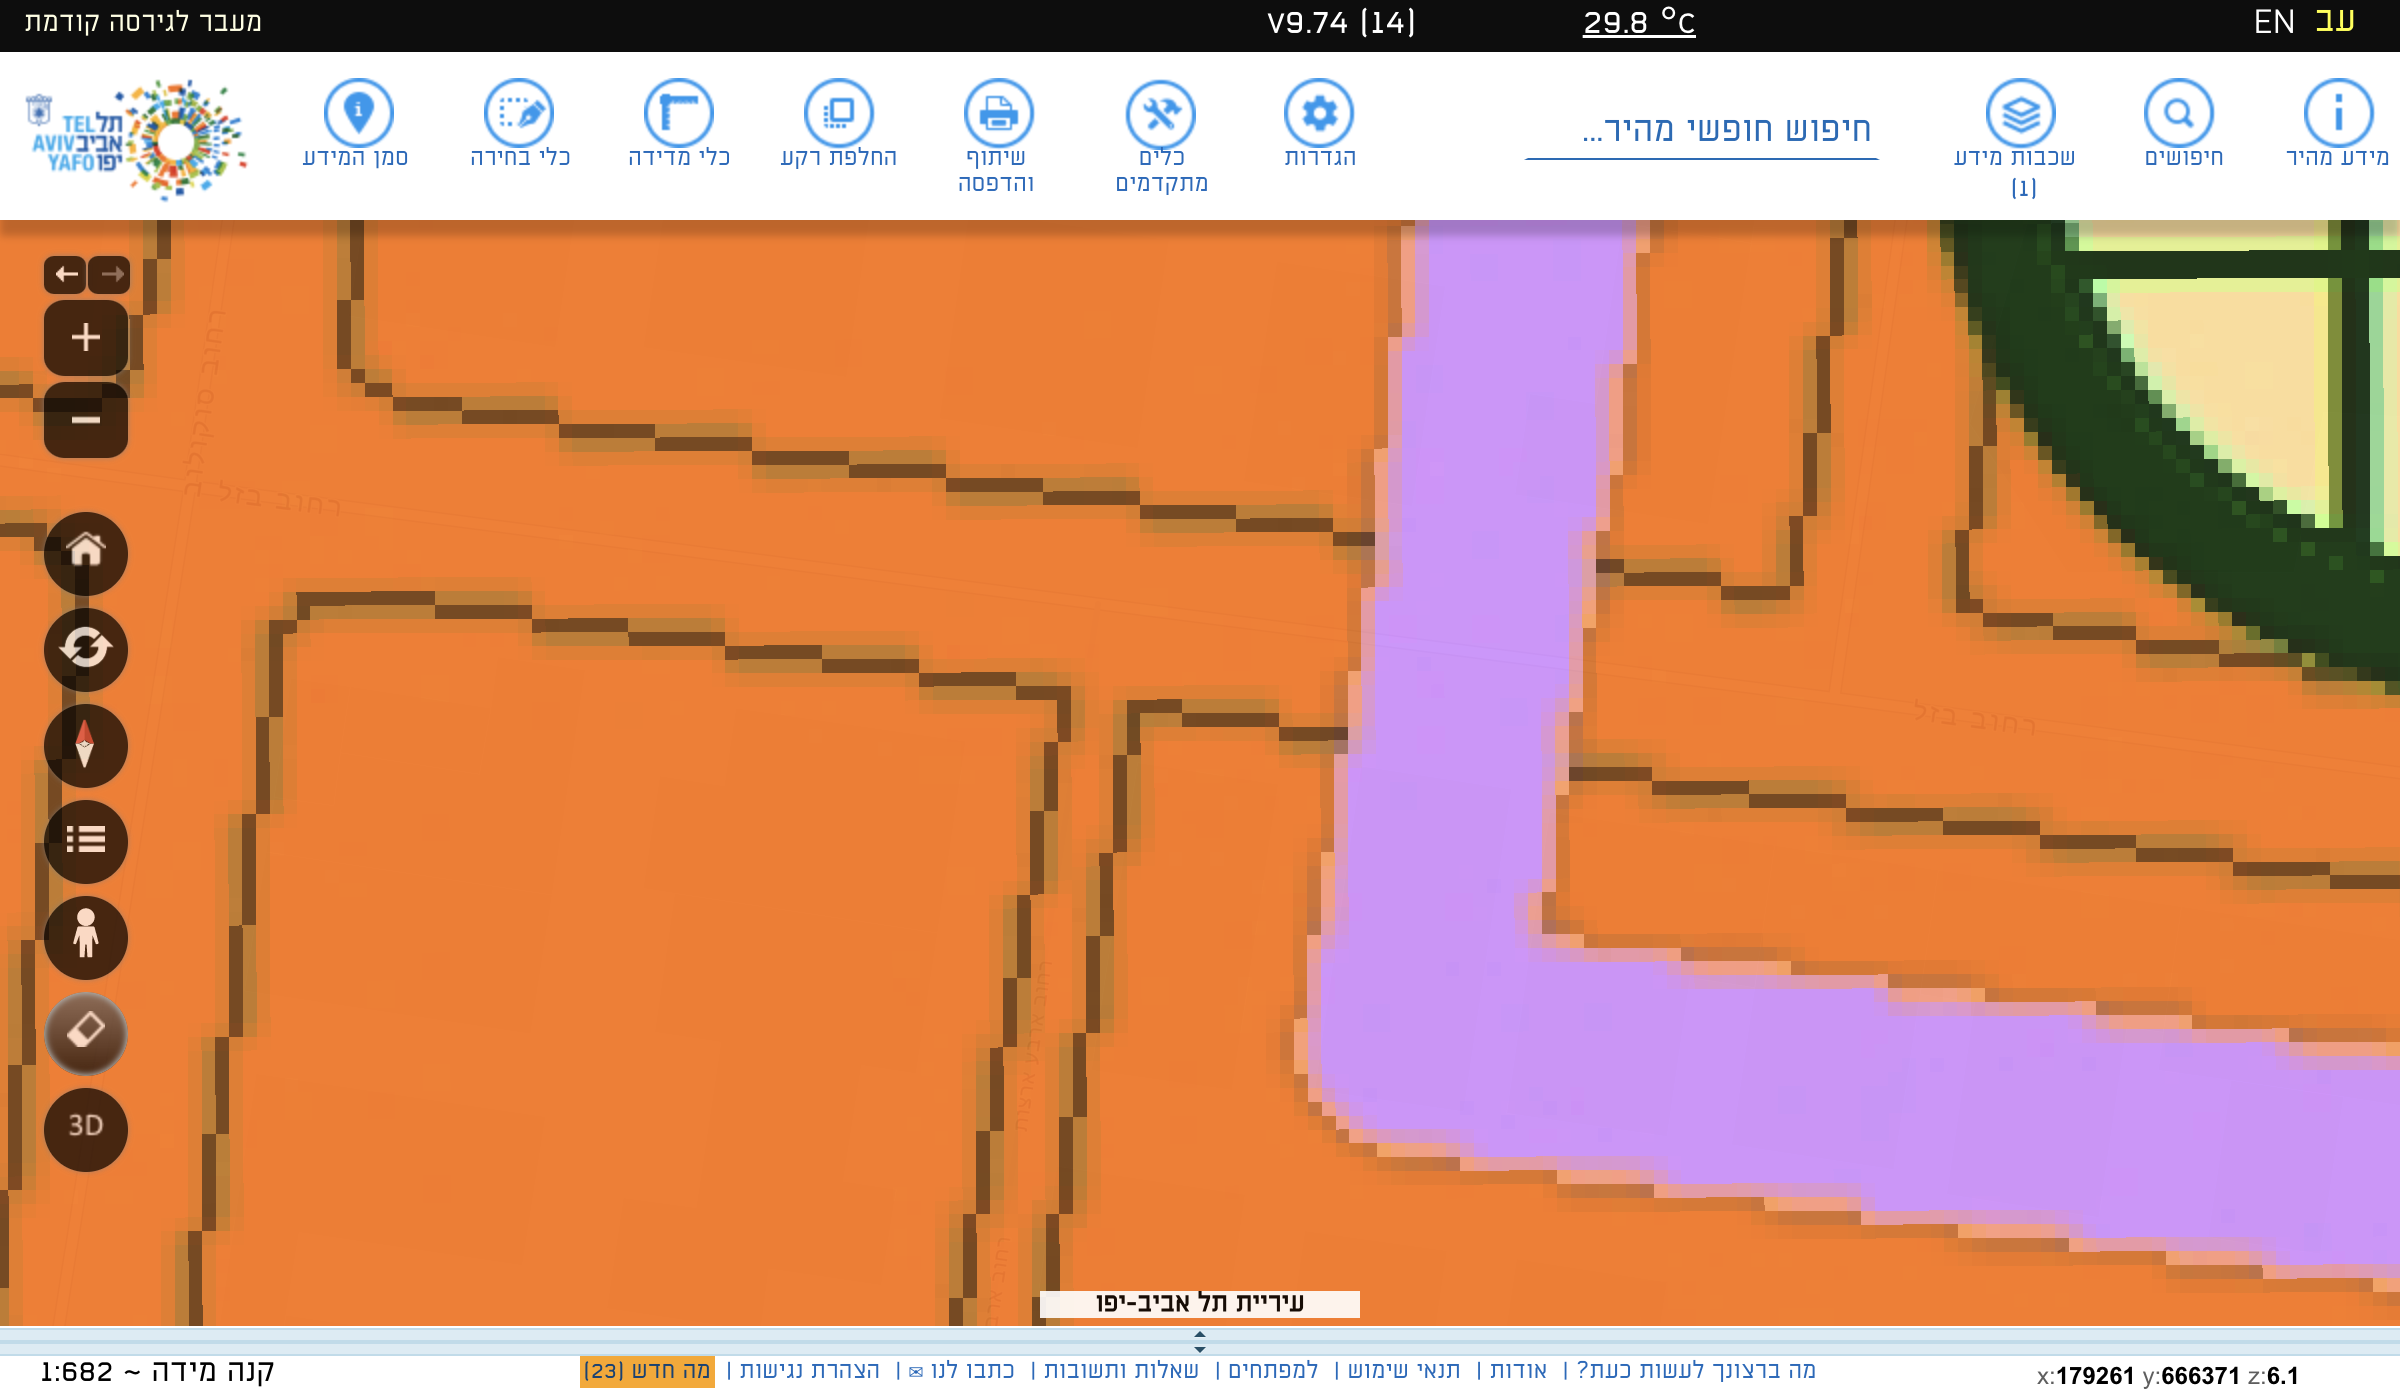 עב EN
29.8 °C
V9.74 (14)
מעבר לגירסה קודמת
מידע מהיר
חיפושים
שכבות מידע
(1)
חיפוש חופשי מהיר...
הגדרות
כלים
מתקדמים
שיתוף
והדפסה
החלפת רקע
כלי מדידה
כלי בחירה
סמן המידע
TEL תל
AVIV אביב
YAFO יפו
רחוב סוקולוב
רחוב בזל
רחוב בזל
רחוב ארבע ארצות
3D
עיריית תל אביב-יפו
מה ברצונך לעשות כעת? | אודות | תנאי שימוש | למפתחים | שאלות ותשובות | כתבו לנו ✉ | הצהרת נגישות | מה חדש (23)
קנה מידה ~ 1:682
x:179261 y:666371 z:6.1